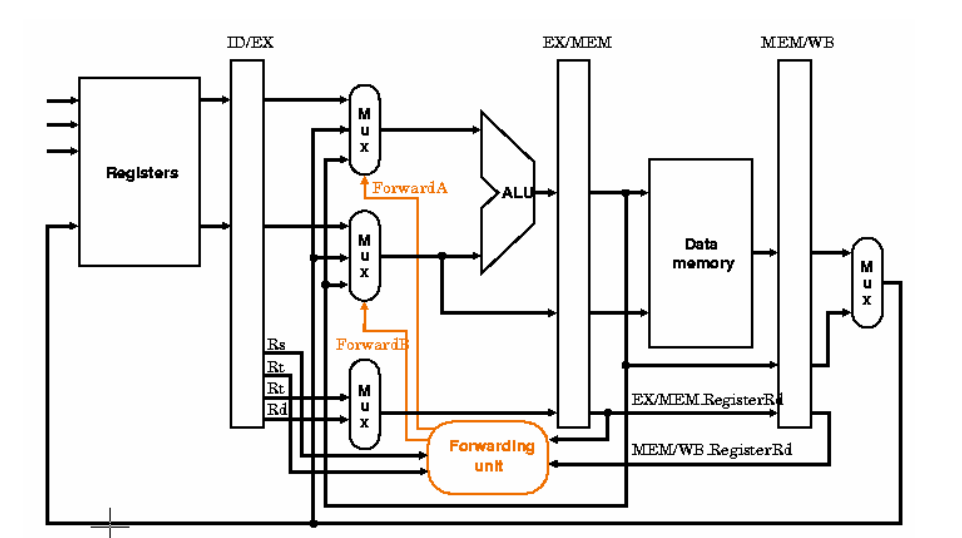 ID/EX
EX/MEM
MEM/WB
Registers
Mux
Mux
Mux
ALU
Data
memory
Mux
ForwardA
ForwardB
Rs
Rt
Rt
Rd
EX/MEM.RegisterRd
MEM/WB.RegisterRd
Forwarding
unit